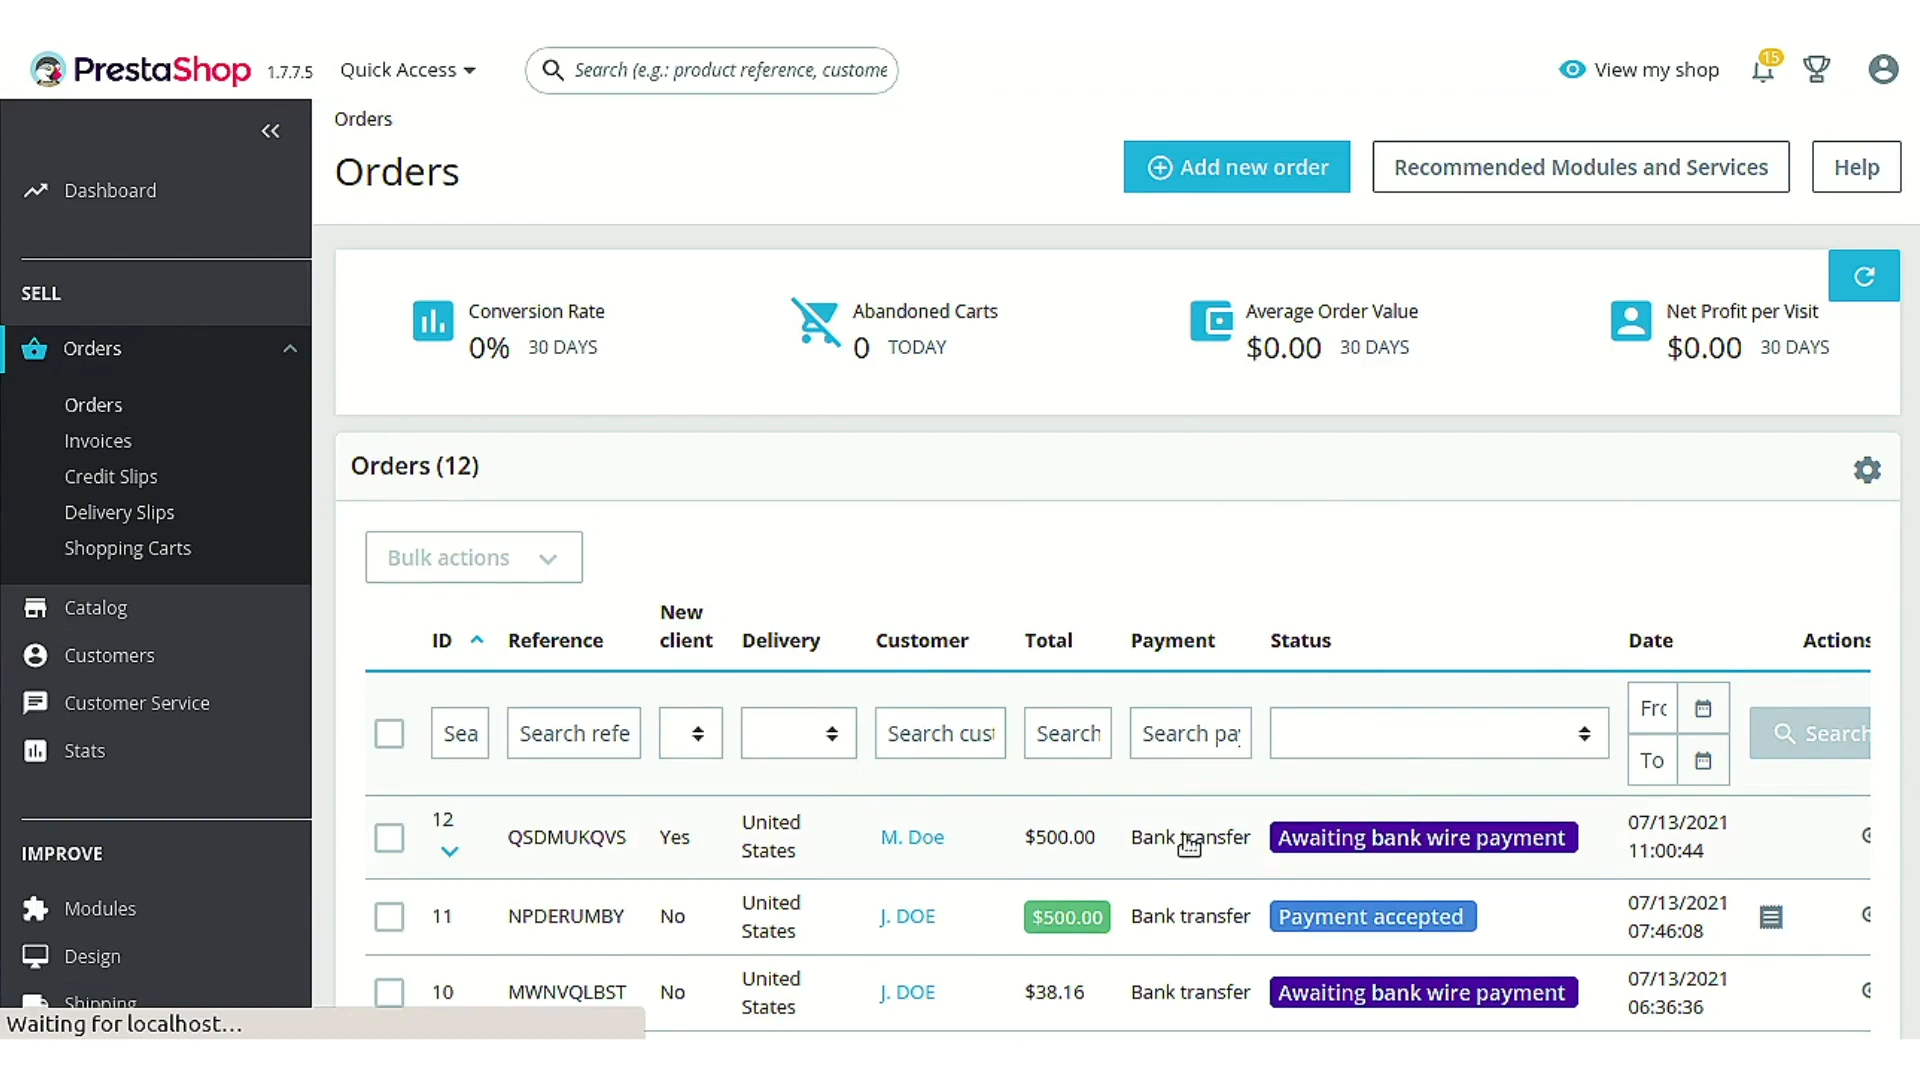 PrestaShop 1.7.7.5 Quick Access Search (e.g.: product reference, custome View my shop 15
Orders
Orders
Add new order Recommended Modules and Services Help
Dashboard
SELL
Orders
Orders
Invoices
Credit Slips
Delivery Slips
Shopping Carts
Catalog
Customers
Customer Service
Stats
IMPROVE
Modules
Design
Shipping
Waiting for localhost...
Conversion Rate
0% 30 DAYS
Abandoned Carts
0 TODAY
Average Order Value
$0.00 30 DAYS
Net Profit per Visit
$0.00 30 DAYS
Orders (12)
Bulk actions
ID Reference New client Delivery Customer Total Payment Status Date Actions
Sea Search refe Search cust Search Search pay Frc To Search
12 QSDMUKQVS Yes United States M. Doe $500.00 Bank transfer Awaiting bank wire payment 07/13/2021 11:00:44
11 NPDERUMBY No United States J. DOE $500.00 Bank transfer Payment accepted 07/13/2021 07:46:08
10 MWNVQLBST No United States J. DOE $38.16 Bank transfer Awaiting bank wire payment 07/13/2021 06:36:36